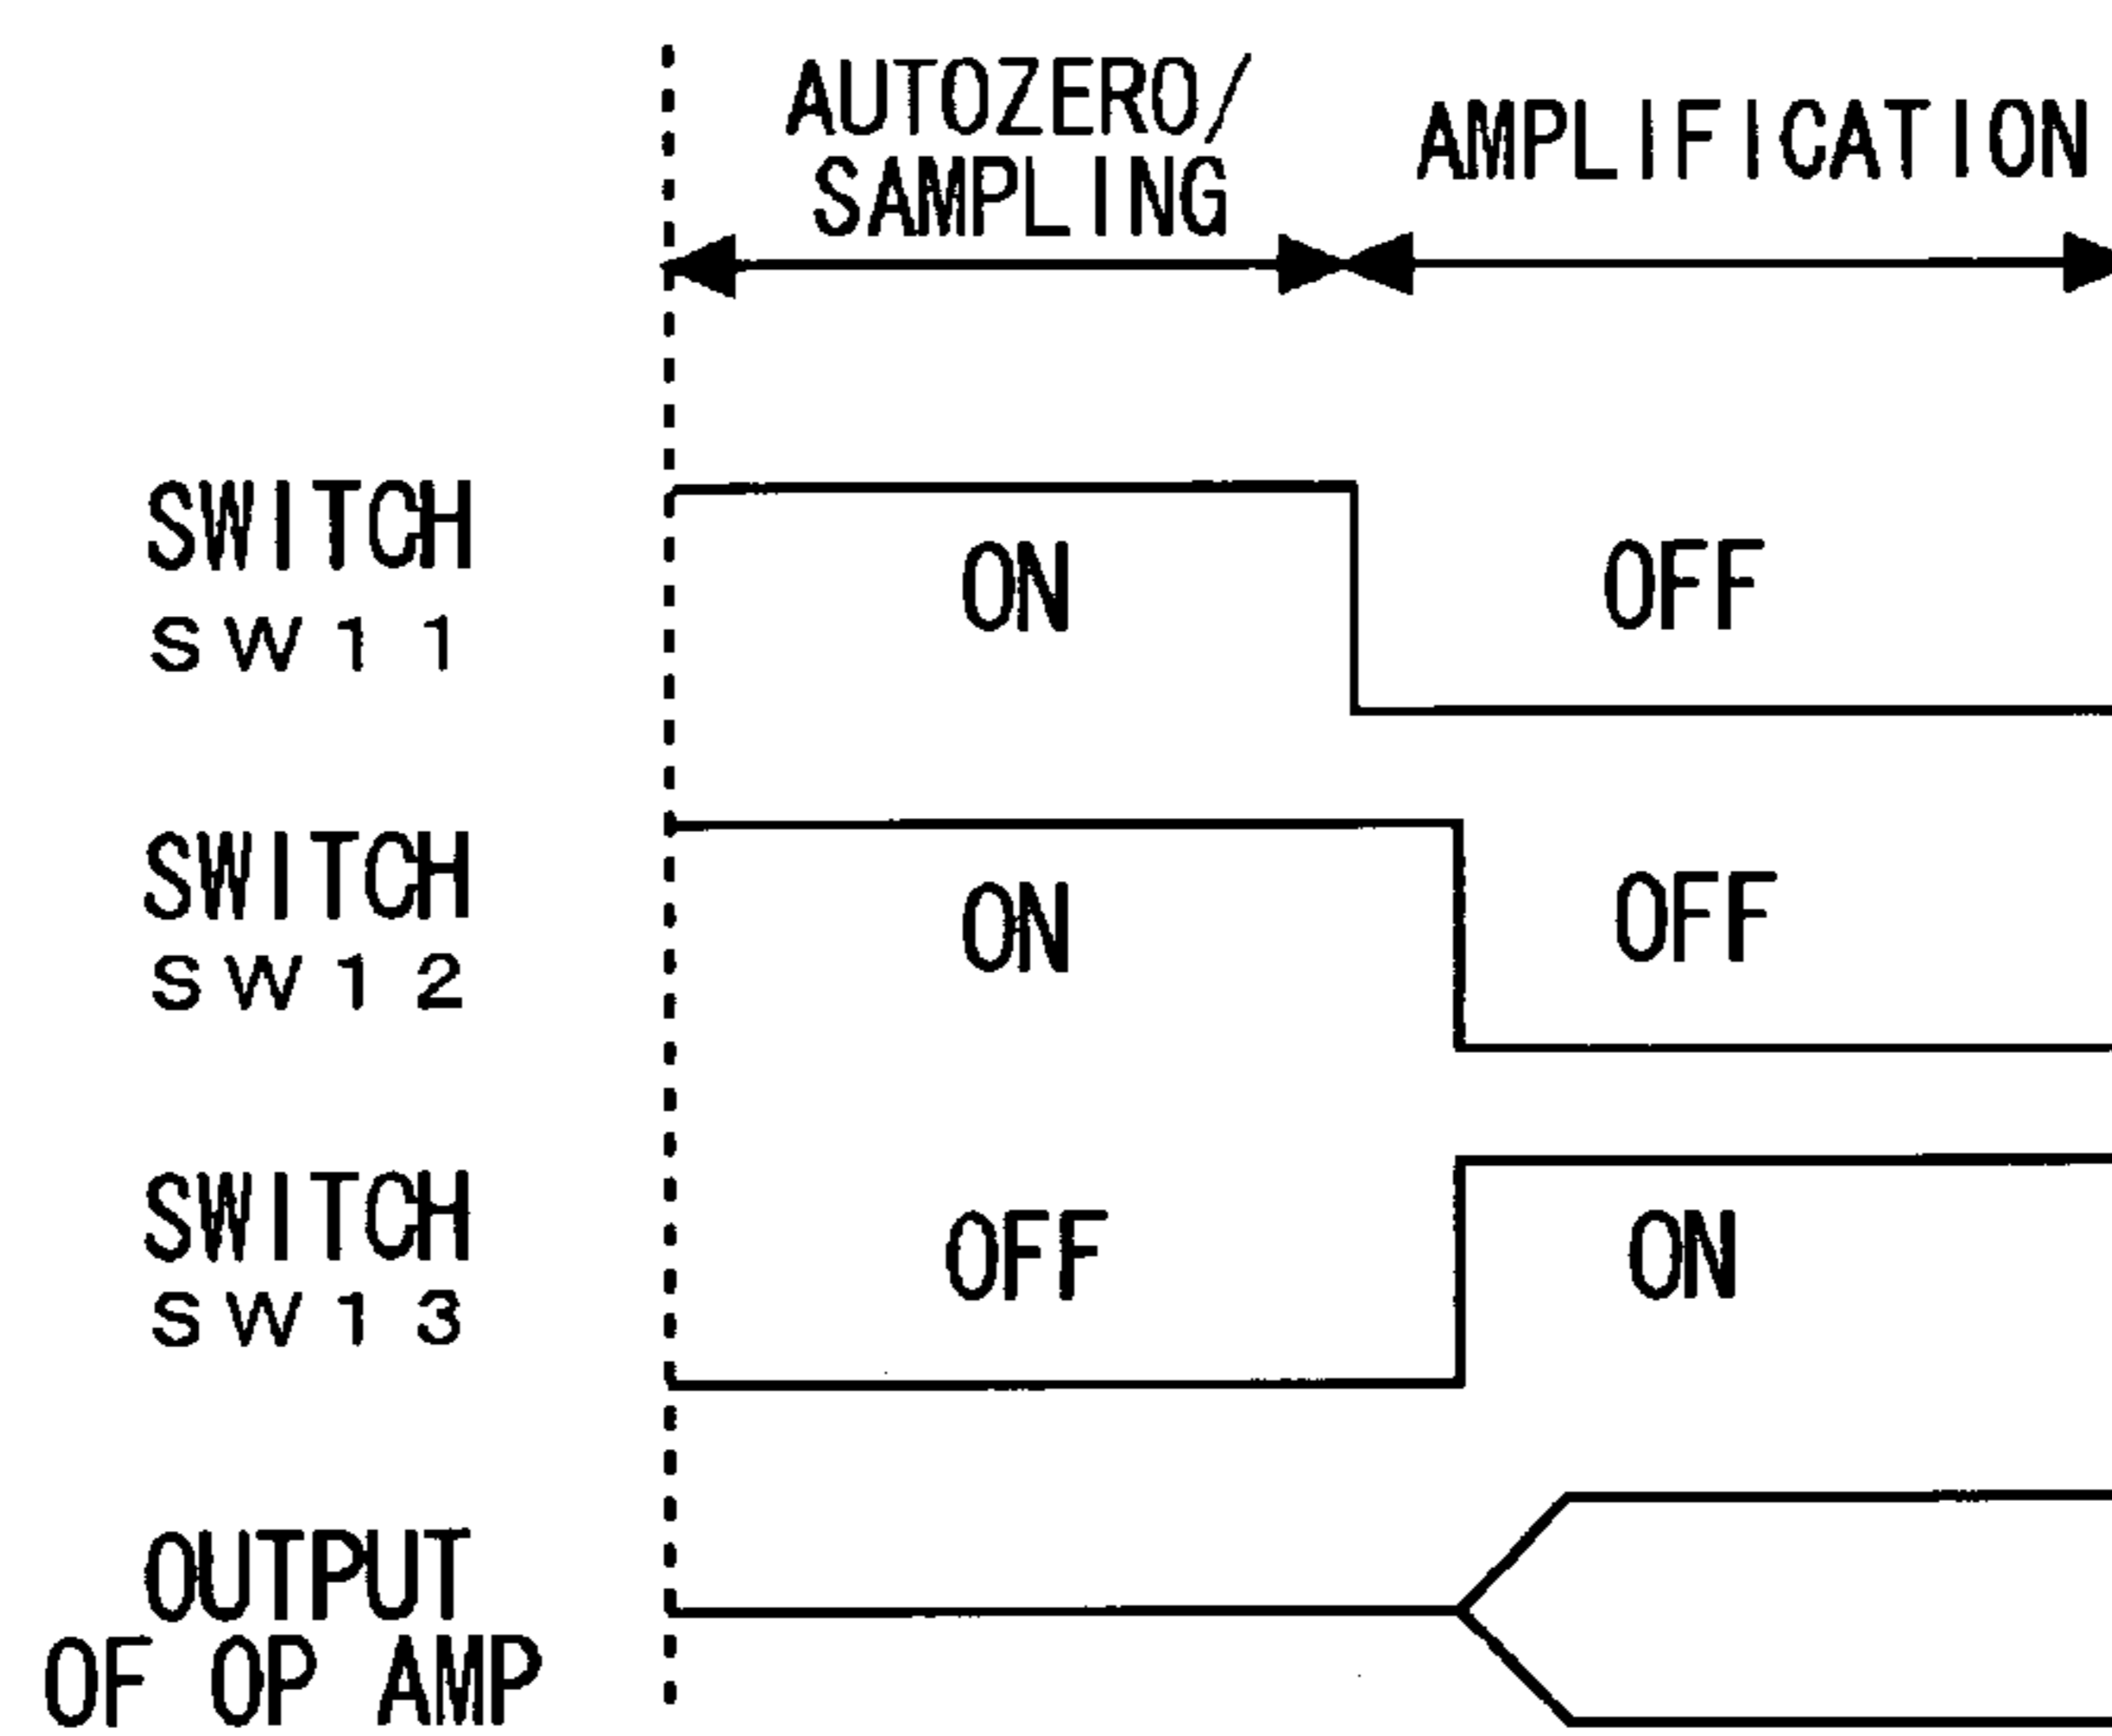 AUTOZERO/
SAMPLING
AMPLIFICATION
SWITCH
SW11
ON
OFF
SWITCH
SW12
ON
OFF
SWITCH
SW13
OFF
ON
OUTPUT
OF OP AMP